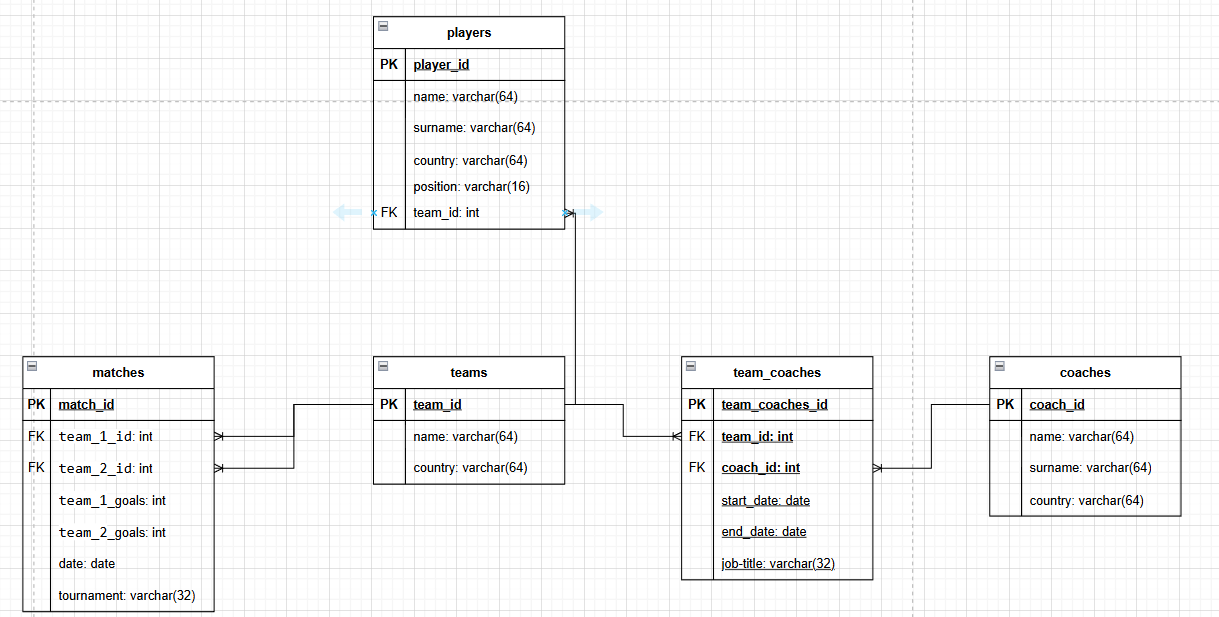 players
PK player_id
name: varchar(64)
surname: varchar(64)
country: varchar(64)
position: varchar(16)
FK team_id: int
matches
PK match_id
FK team_1_id: int
FK team_2_id: int
team_1_goals: int
team_2_goals: int
date: date
tournament: varchar(32)
teams
PK team_id
name: varchar(64)
country: varchar(64)
team_coaches
PK team_coaches_id
FK team_id: int
FK coach_id: int
start_date: date
end_date: date
job-title: varchar(32)
coaches
PK coach_id
name: varchar(64)
surname: varchar(64)
country: varchar(64)